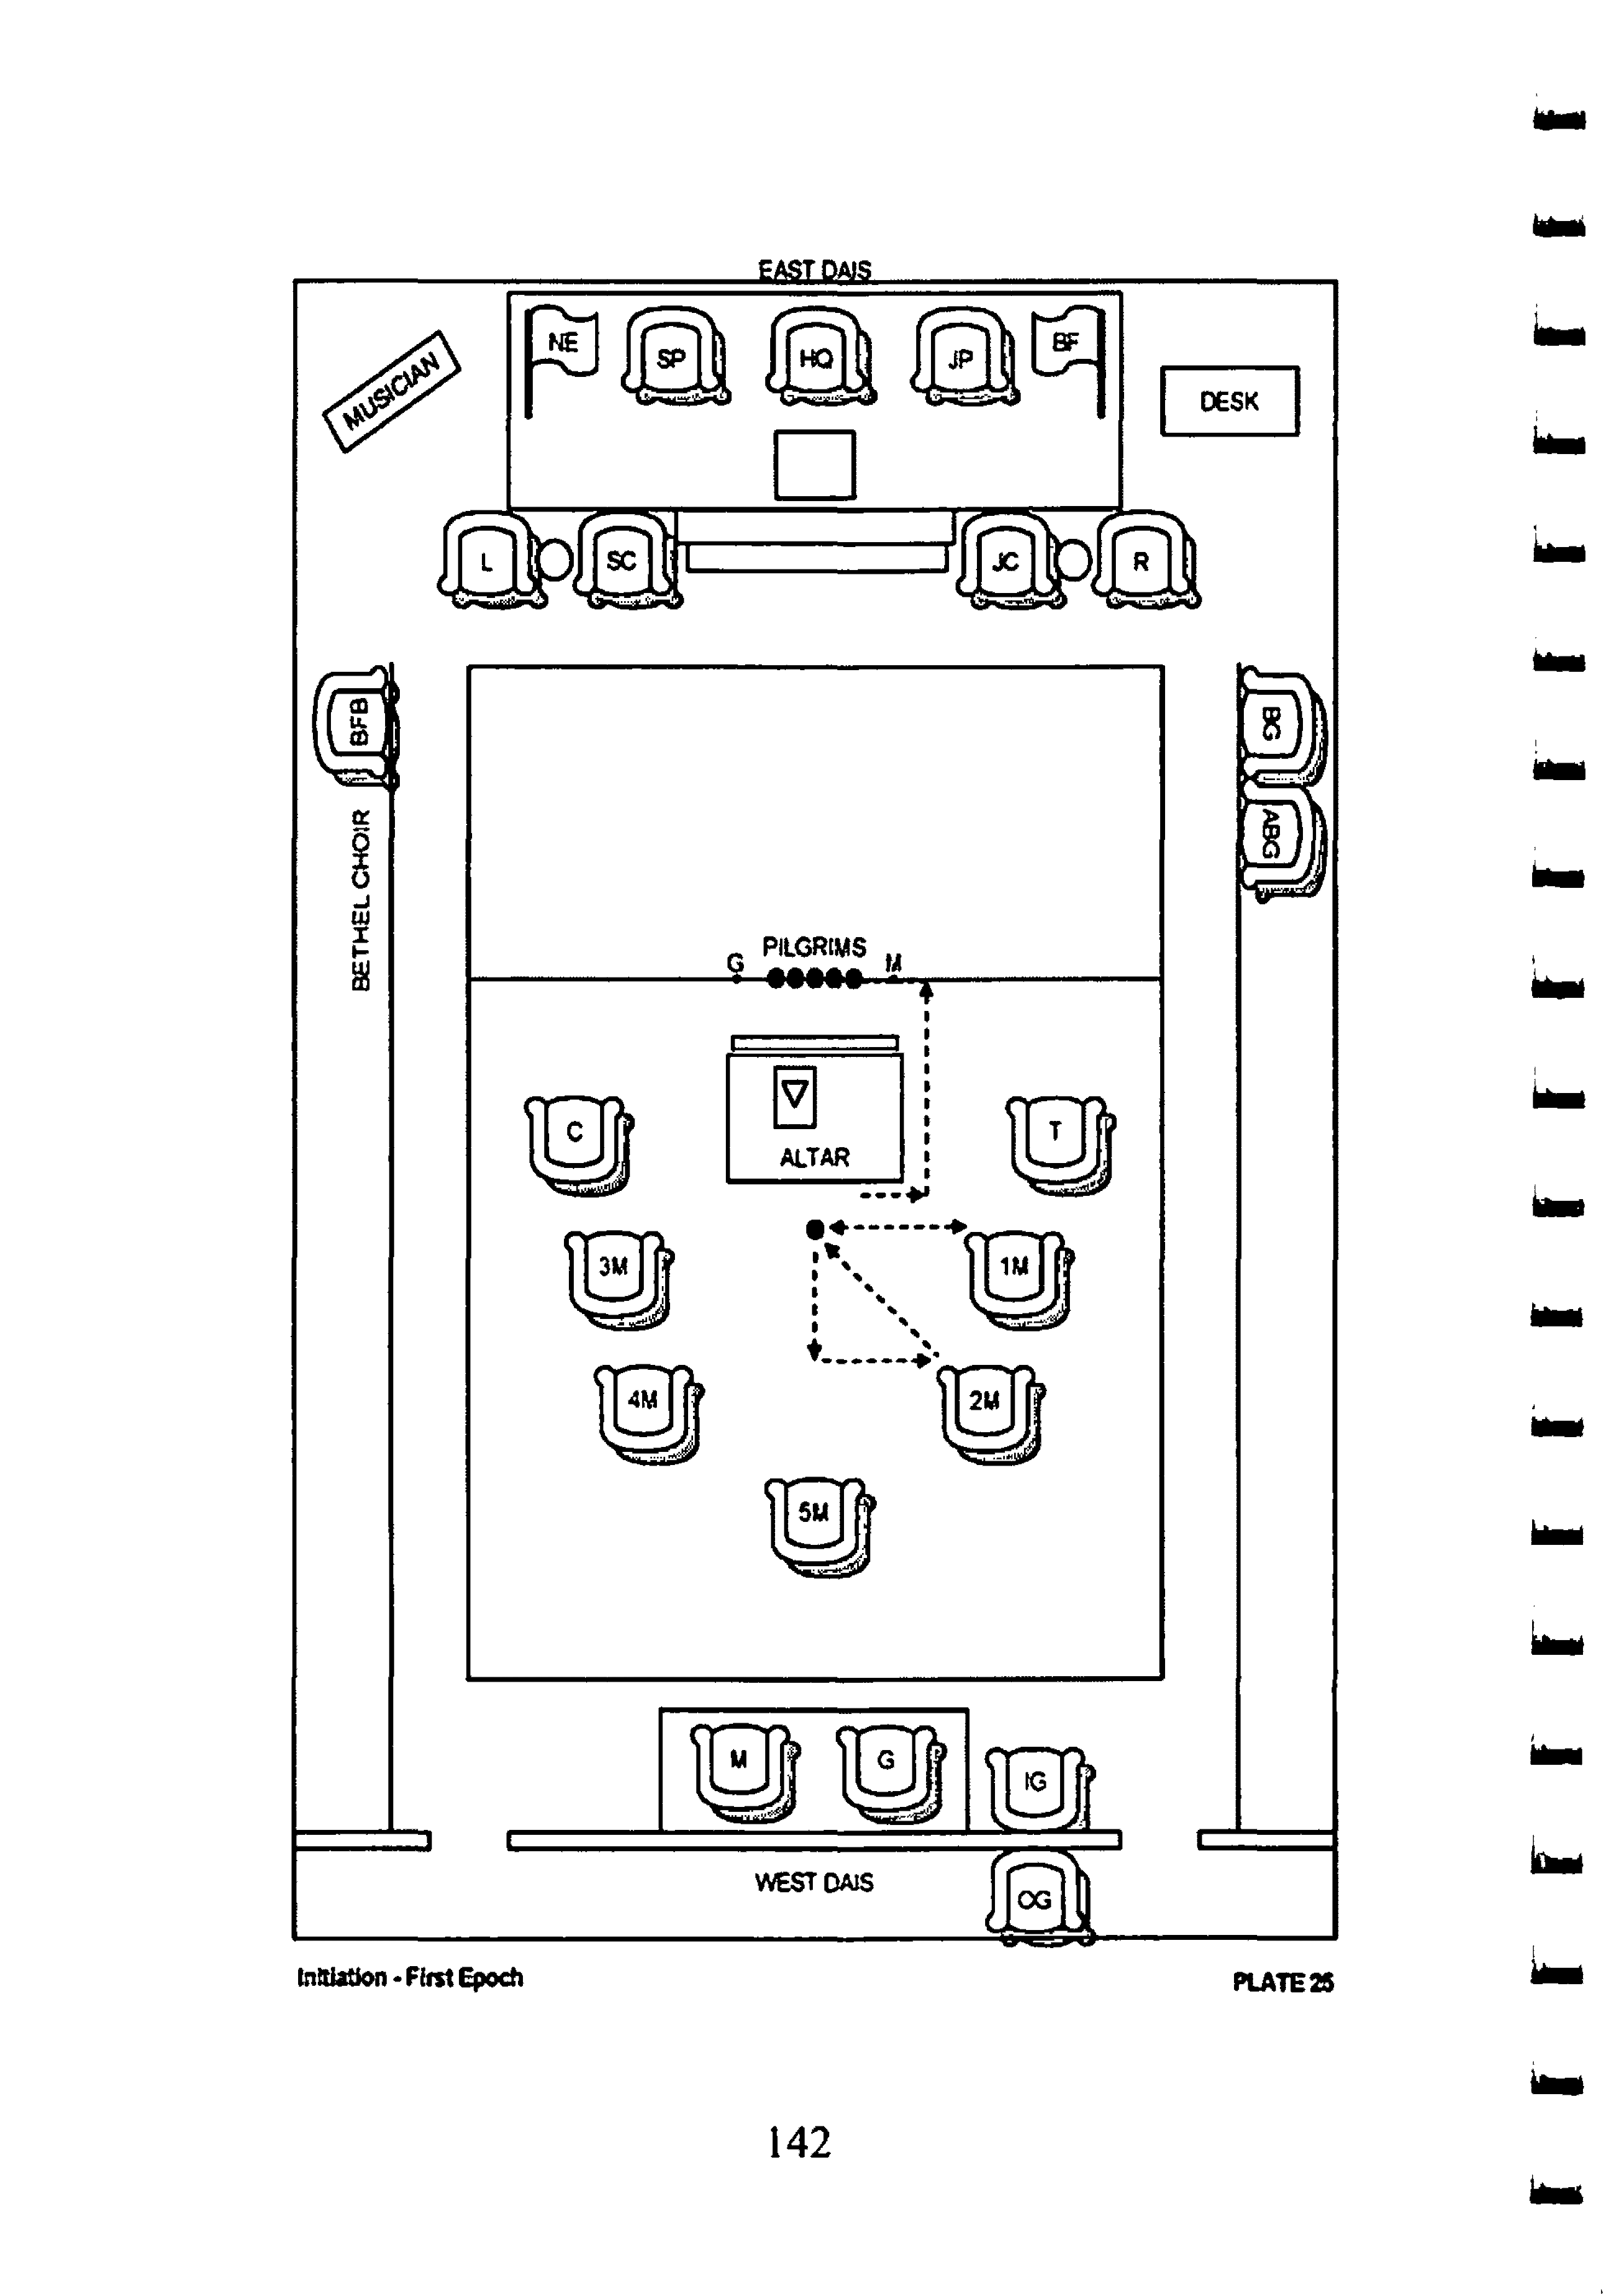 EAST DAIS
NE
SP
HQ
JP
BF
MUSICIAN
DESK
L
SC
JC
R
BFB
BG
ABG
BETHEL CHOIR
PILGRIMS
G
M
C
ALTAR
T
3M
1M
4M
2M
5M
M
G
IG
WEST DAIS
OG
Initiation - First Epoch
PLATE 25
142